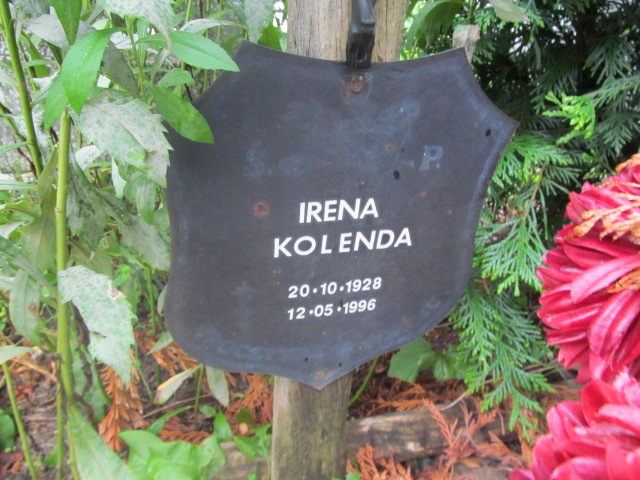 S. P.
IRENA
KOLENDA
20·10·1928
12·05·1996